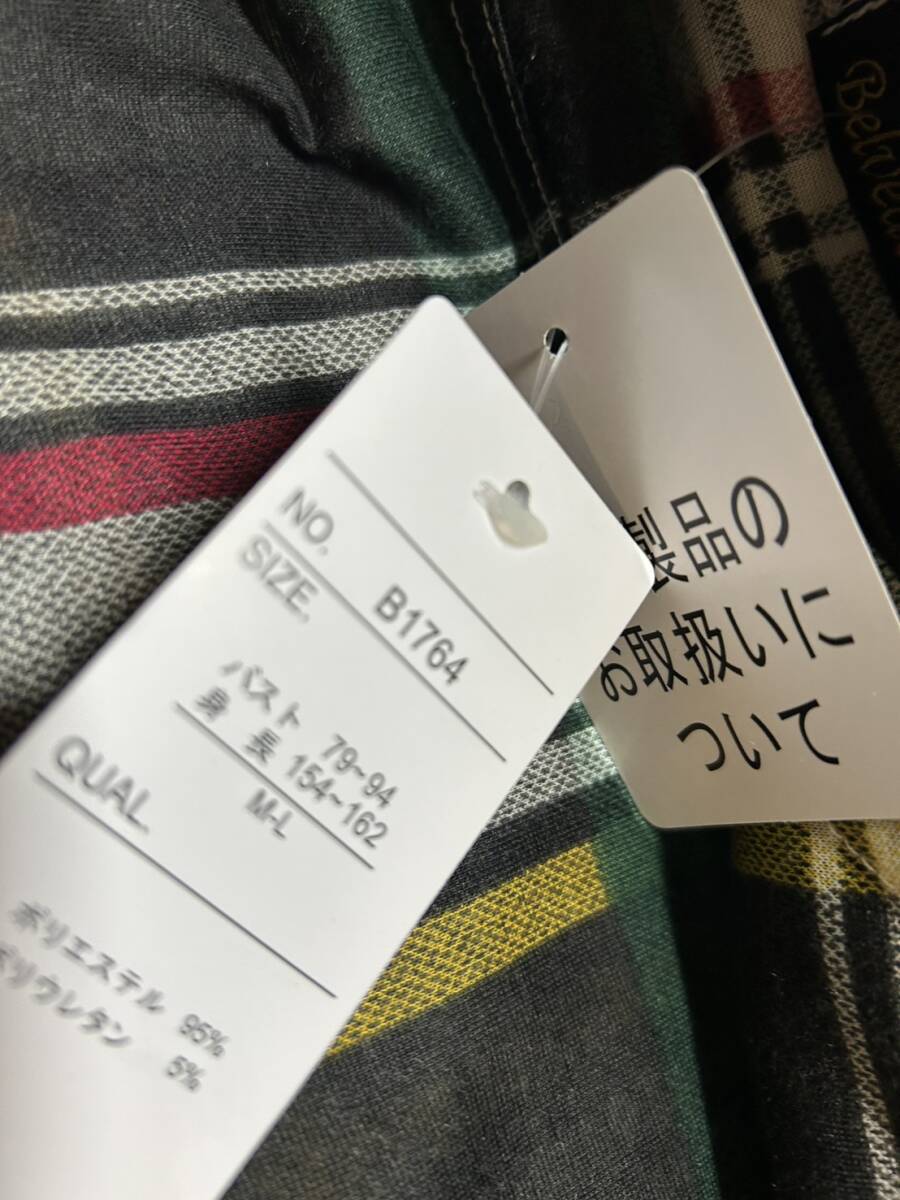 NO. B1764
SIZE.
バスト 79~94
身 長 154~162
M-L
QUAL.
ポリエステル 95%
ポリウレタン 5%
製品の
お取扱いに
ついて